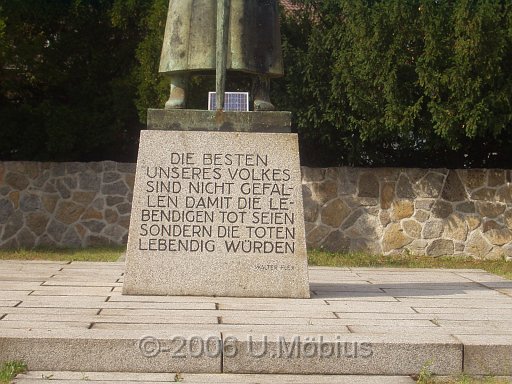 DIE BESTEN
UNSERES VOLKES
SIND NICHT GEFAL-
LEN DAMIT DIE LE-
BENDIGEN TOT SEIEN
SONDERN DIE TOTEN
LEBENDIG WÜRDEN
WALTER FLEX
©2006 U.Möbius